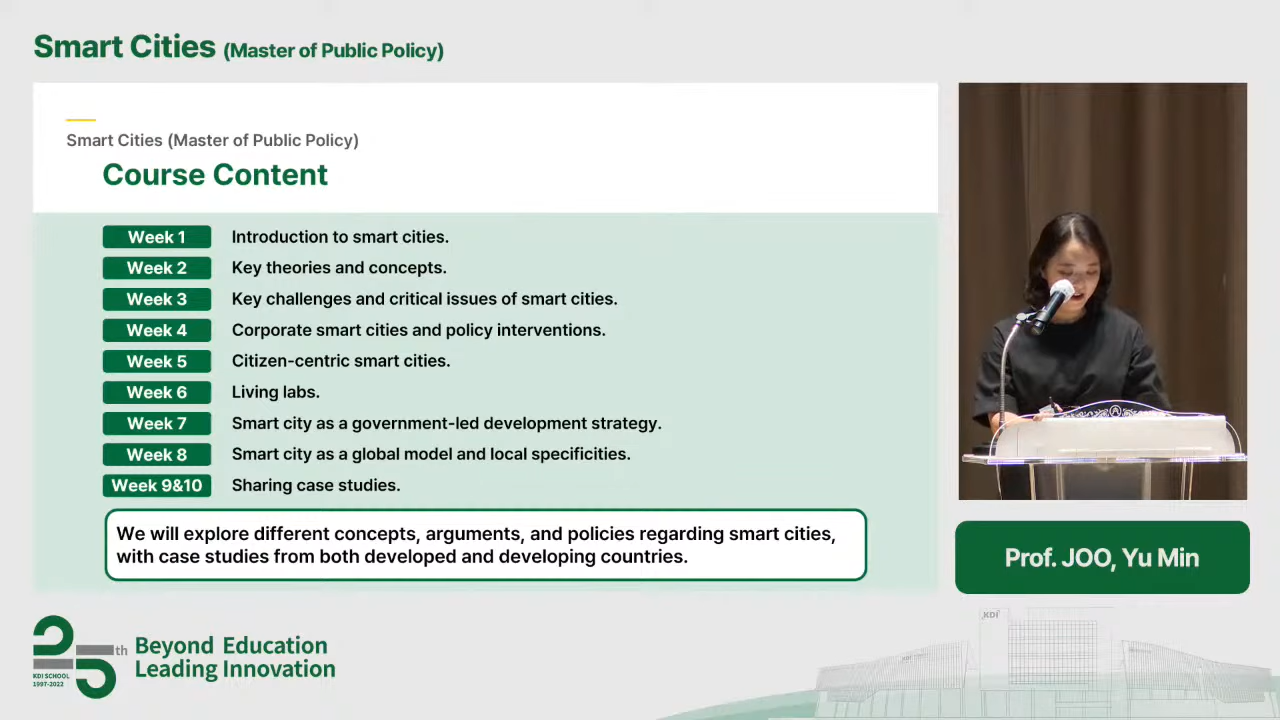 Smart Cities (Master of Public Policy)
Smart Cities (Master of Public Policy)
Course Content
Week 1 Introduction to smart cities.
Week 2 Key theories and concepts.
Week 3 Key challenges and critical issues of smart cities.
Week 4 Corporate smart cities and policy interventions.
Week 5 Citizen-centric smart cities.
Week 6 Living labs.
Week 7 Smart city as a government-led development strategy.
Week 8 Smart city as a global model and local specificities.
Week 9&10 Sharing case studies.
We will explore different concepts, arguments, and policies regarding smart cities,
with case studies from both developed and developing countries.
Prof. JOO, Yu Min
25th
KDI SCHOOL
1997-2022
Beyond Education
Leading Innovation
KDI
KDI